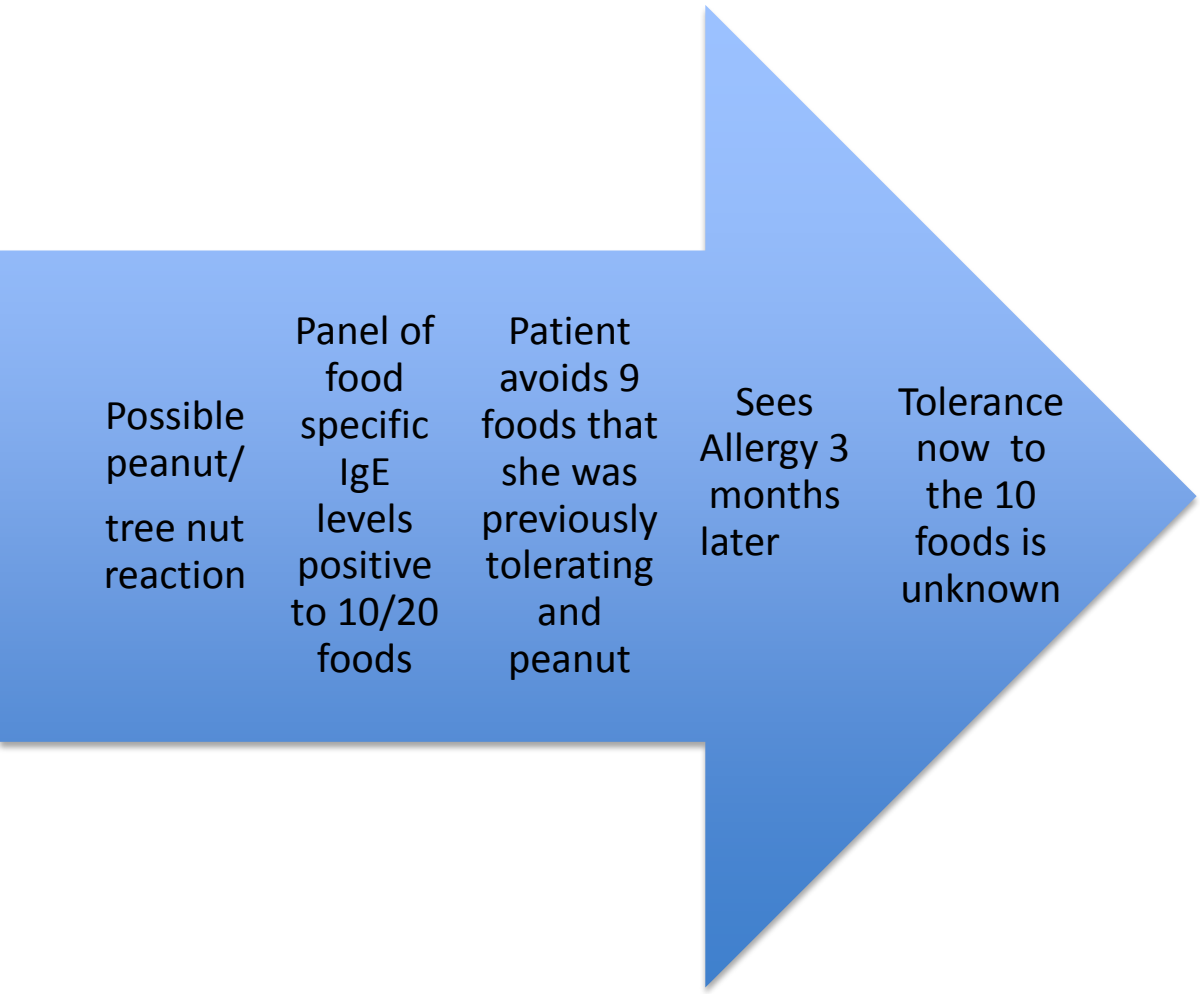 Possible
peanut/
tree nut
reaction
Panel of
food
specific
IgE
levels
positive
to 10/20
foods
Patient
avoids 9
foods that
she was
previously
tolerating
and
peanut
Sees
Allergy 3
months
later
Tolerance
now  to
the 10
foods is
unknown